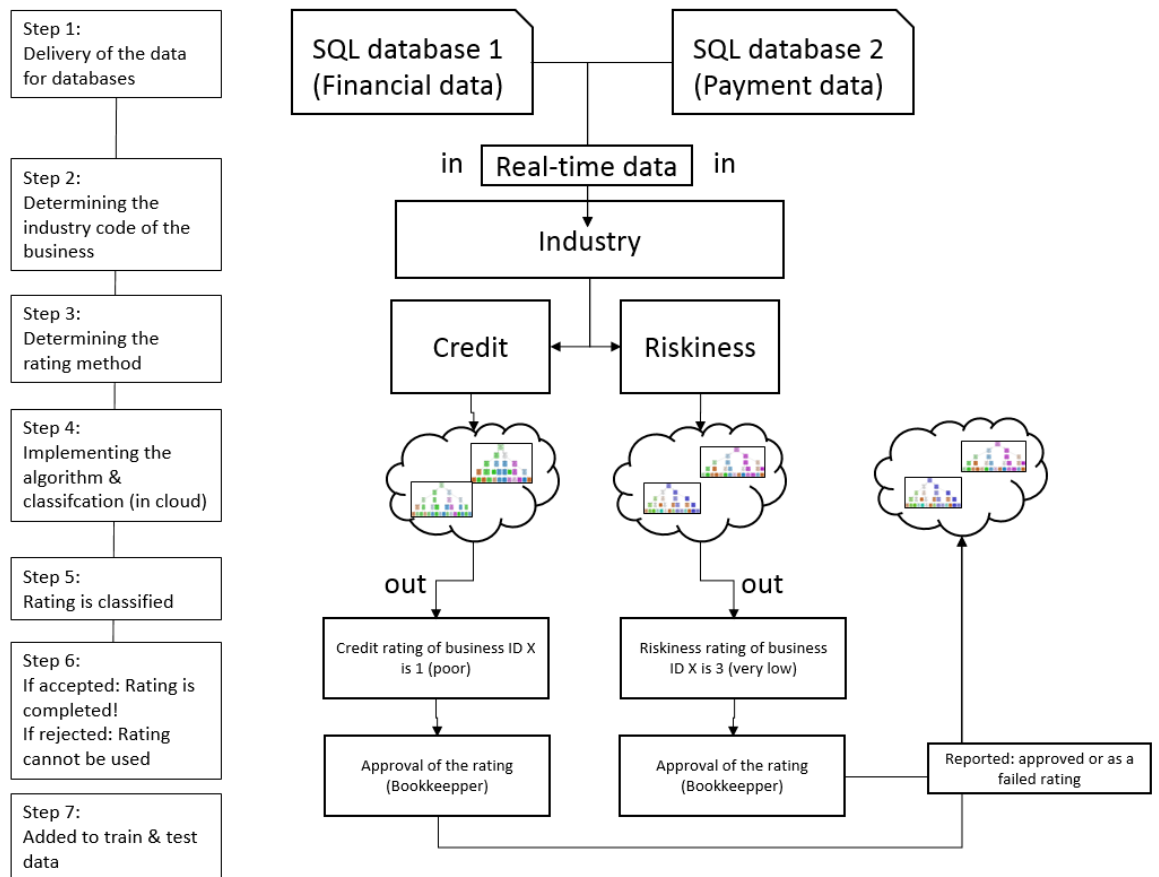 Step 1:
Delivery of the data
for databases
Step 2:
Determining the
industry code of the
business
Step 3:
Determining the
rating method
Step 4:
Implementing the
algorithm &
classifcation (in cloud)
Step 5:
Rating is classified
Step 6:
If accepted: Rating is
completed!
If rejected: Rating
cannot be used
Step 7:
Added to train & test
data
SQL database 1
(Financial data)
SQL database 2
(Payment data)
in
Real-time data
in
Industry
Credit
Riskiness
out
out
Credit rating of business ID X
is 1 (poor)
Riskiness rating of business
ID X is 3 (very low)
Approval of the rating
(Bookkeepper)
Approval of the rating
(Bookkeepper)
Reported: approved or as a
failed rating